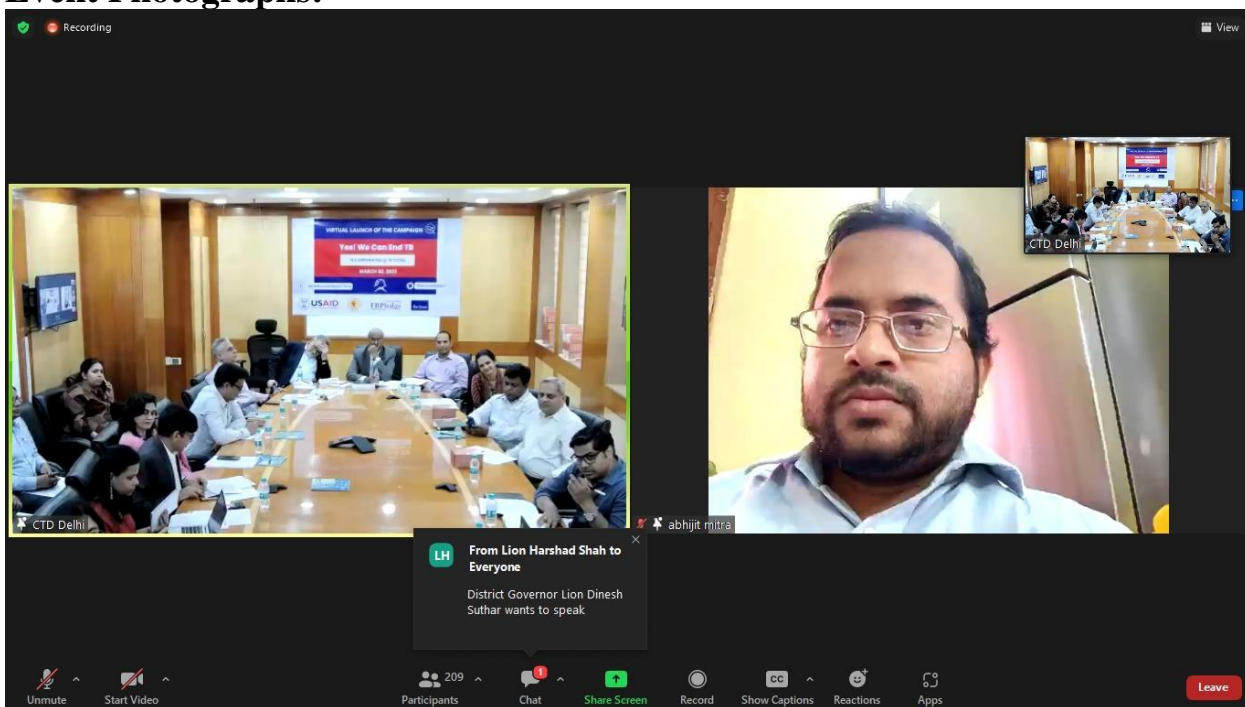 Event Photographs:
Recording
View
VIRTUAL LAUNCH OF THE CAMPAIGN
Yes! We Can End TB
MARCH 02, 2023
USAID
CTD Delhi
CTD Delhi
abhijit mitra
LH
From Lion Harshad Shah to
Everyone
District Governor Lion Dinesh
Suthar wants to speak
Unmute
Start Video
209
Participants
1
Chat
Share Screen
Record
CC
Show Captions
Reactions
Apps
Leave